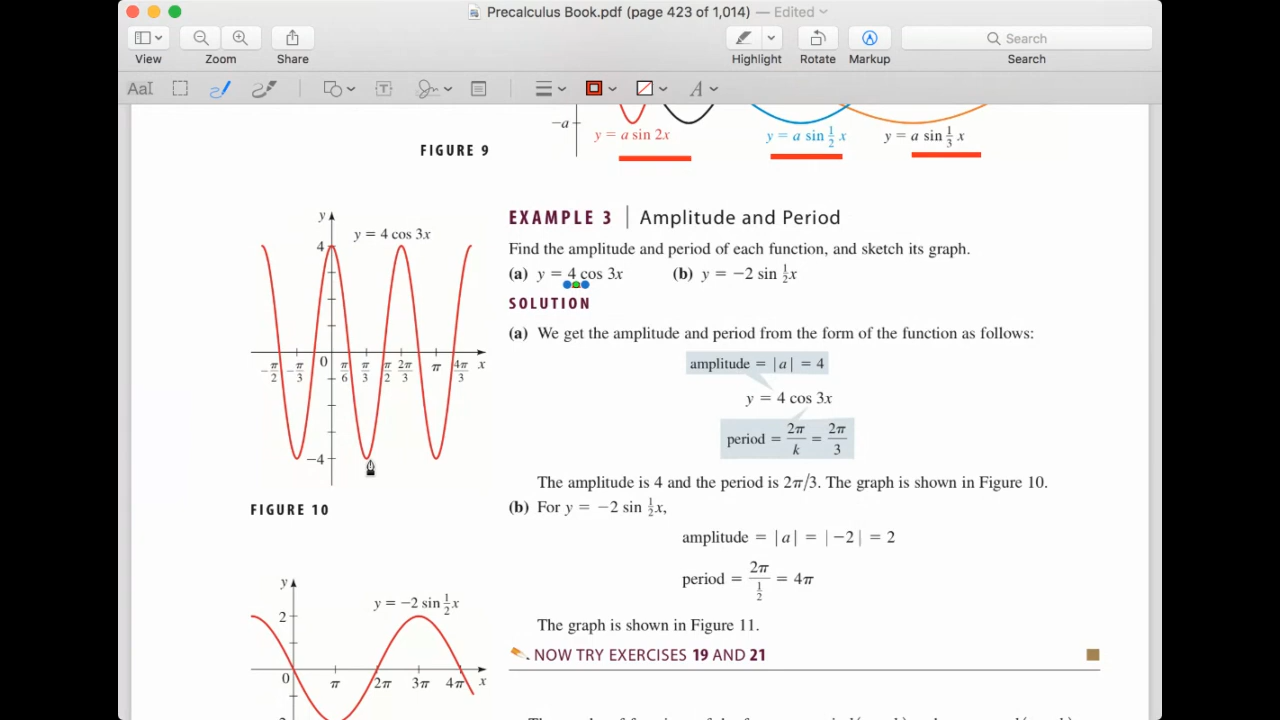 Precalculus Book.pdf (page 423 of 1,014) — Edited
View Zoom Share Highlight Rotate Markup Search
Search
AaI T A
−a
y = a sin 2x y = a sin 1/2 x y = a sin 1/3 x
FIGURE 9
y
y = 4 cos 3x
4
−π/2 −π/3 0 π/6 π/3 π/2 2π/3 π 4π/3 x
−4
FIGURE 10
EXAMPLE 3 | Amplitude and Period
Find the amplitude and period of each function, and sketch its graph.
(a) y = 4 cos 3x (b) y = −2 sin 1/2 x
SOLUTION
(a) We get the amplitude and period from the form of the function as follows:
amplitude = |a| = 4
y = 4 cos 3x
period = 2π/k = 2π/3
The amplitude is 4 and the period is 2π/3. The graph is shown in Figure 10.
(b) For y = −2 sin 1/2 x,
amplitude = |a| = |−2| = 2
period = 2π/(1/2) = 4π
The graph is shown in Figure 11.
NOW TRY EXERCISES 19 AND 21
y
y = −2 sin 1/2 x
2
0 π 2π 3π 4π x